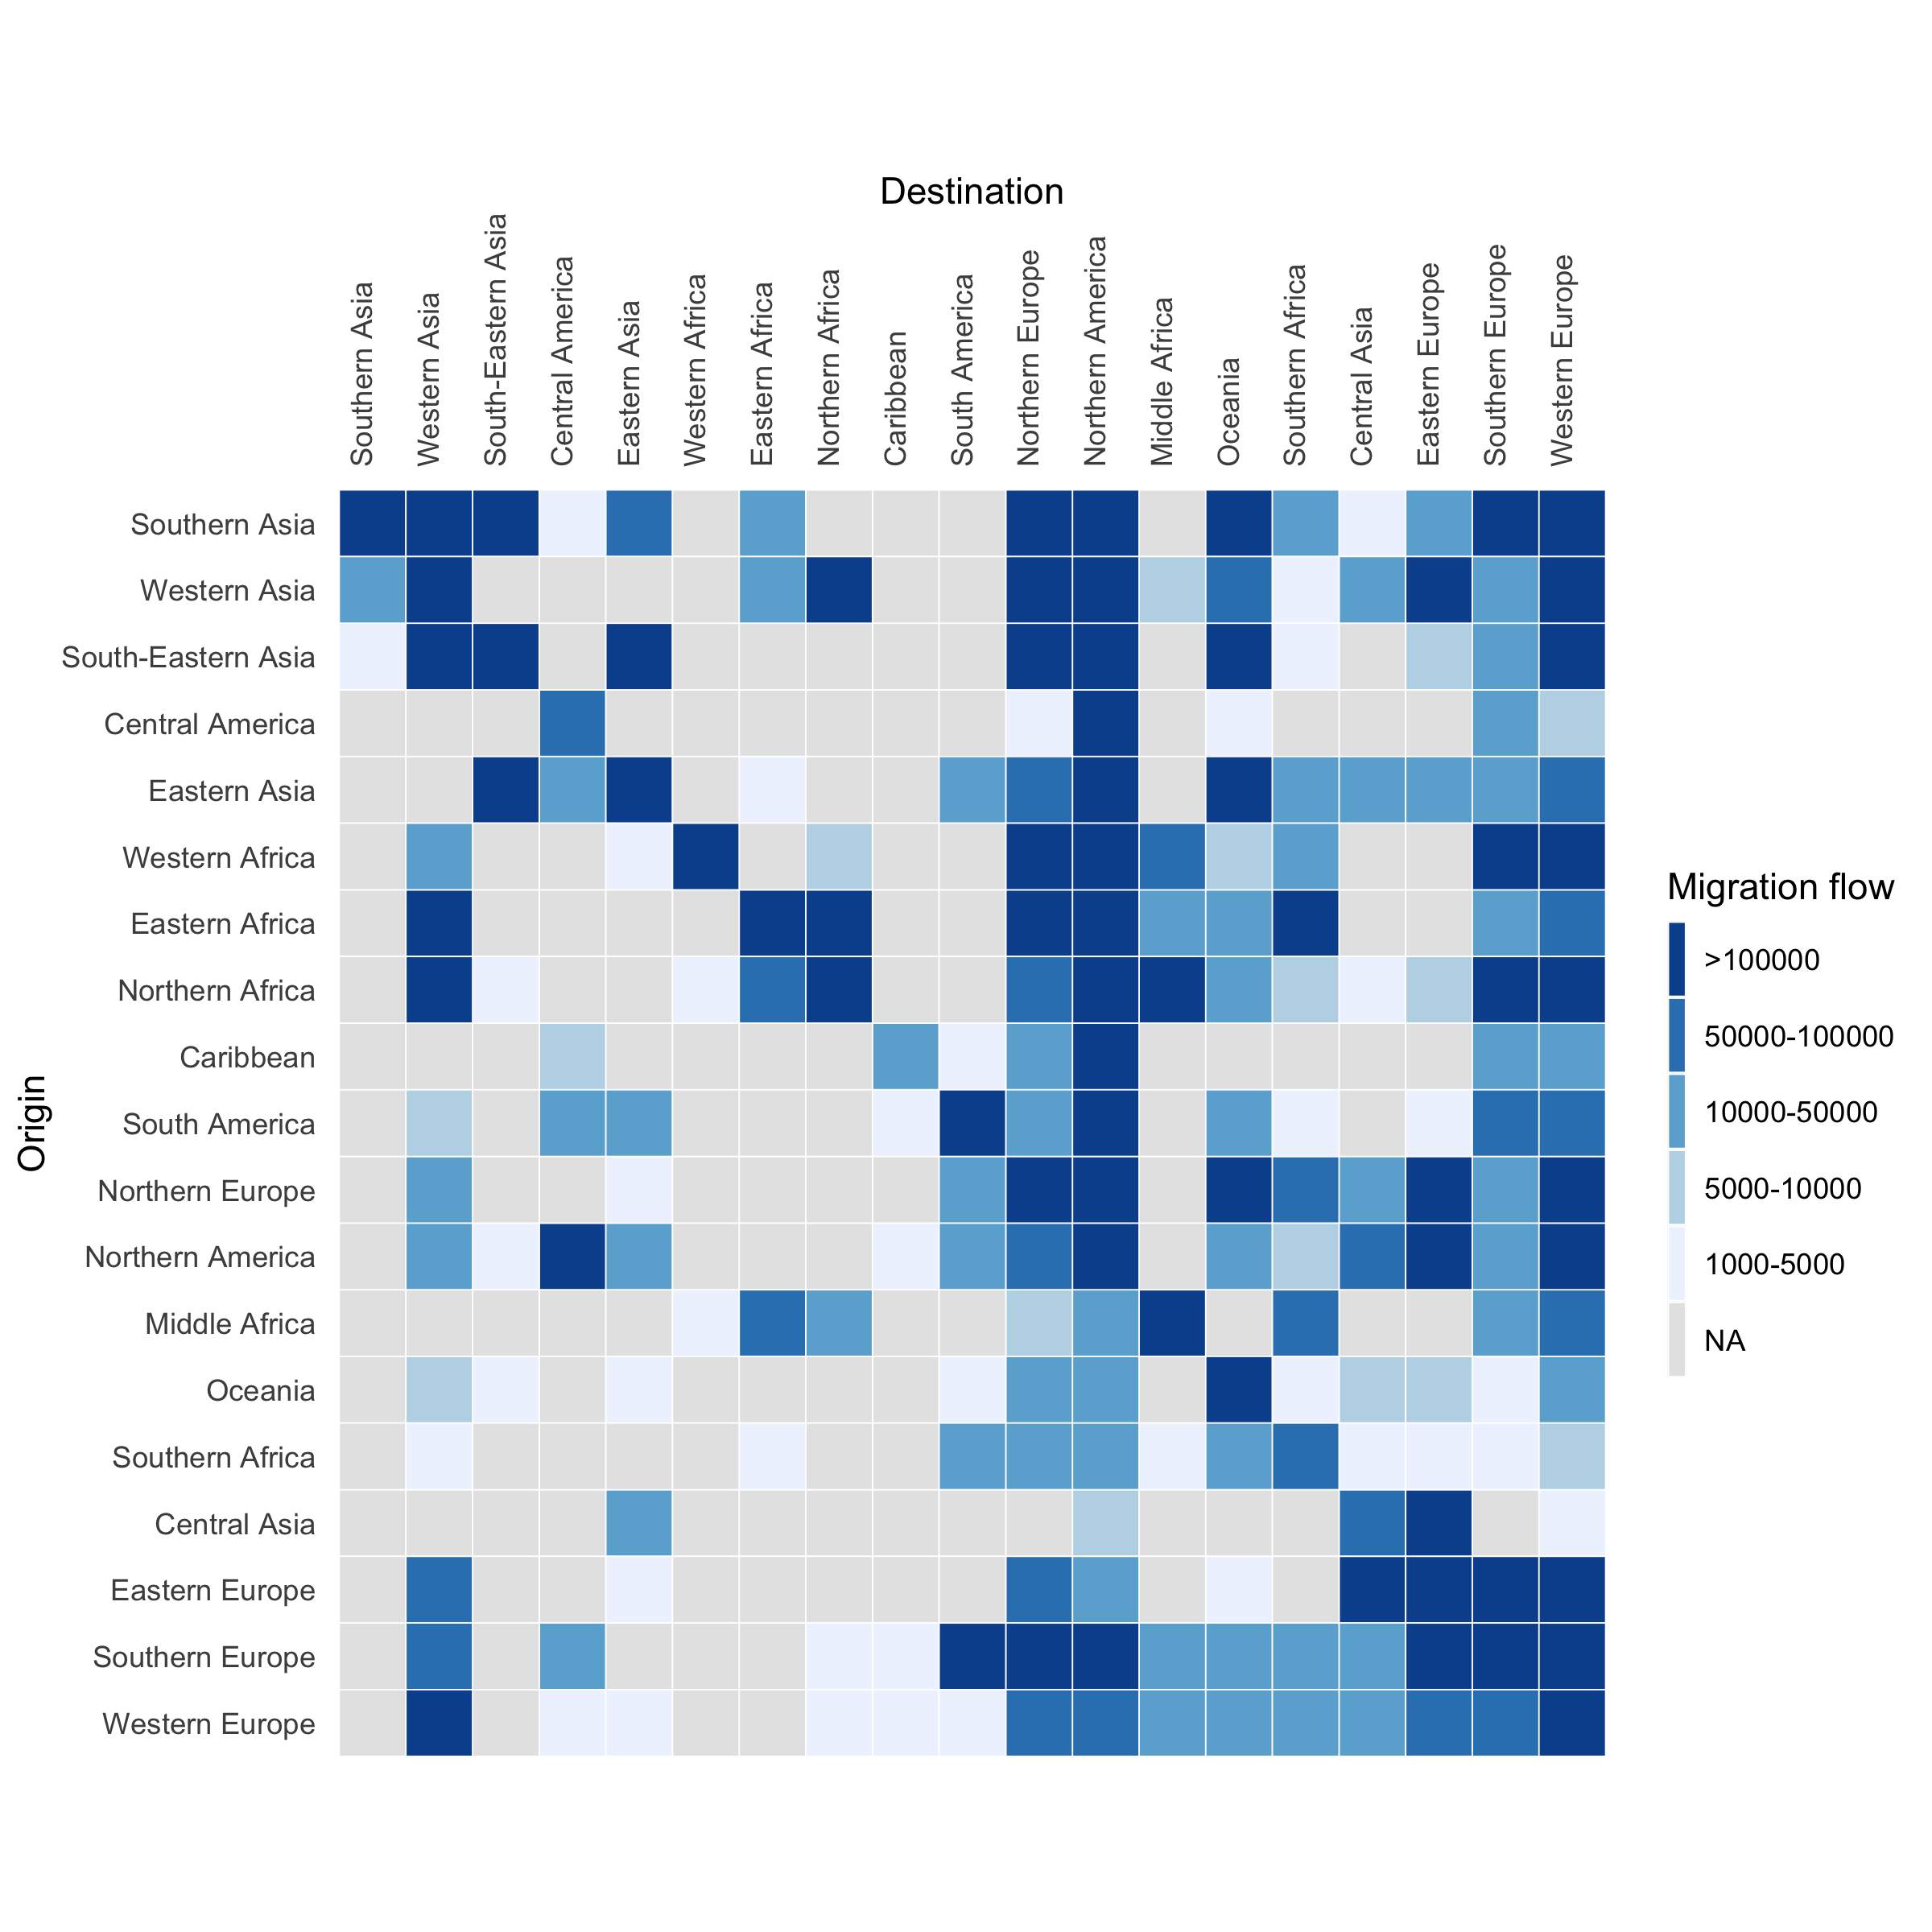 Destination
Southern Asia
Western Asia
South-Eastern Asia
Central America
Eastern Asia
Western Africa
Eastern Africa
Northern Africa
Caribbean
South America
Northern Europe
Northern America
Middle Africa
Oceania
Southern Africa
Central Asia
Eastern Europe
Southern Europe
Western Europe
Origin
Southern Asia
Western Asia
South-Eastern Asia
Central America
Eastern Asia
Western Africa
Eastern Africa
Northern Africa
Caribbean
South America
Northern Europe
Northern America
Middle Africa
Oceania
Southern Africa
Central Asia
Eastern Europe
Southern Europe
Western Europe
Migration flow
>100000
50000-100000
10000-50000
5000-10000
1000-5000
NA